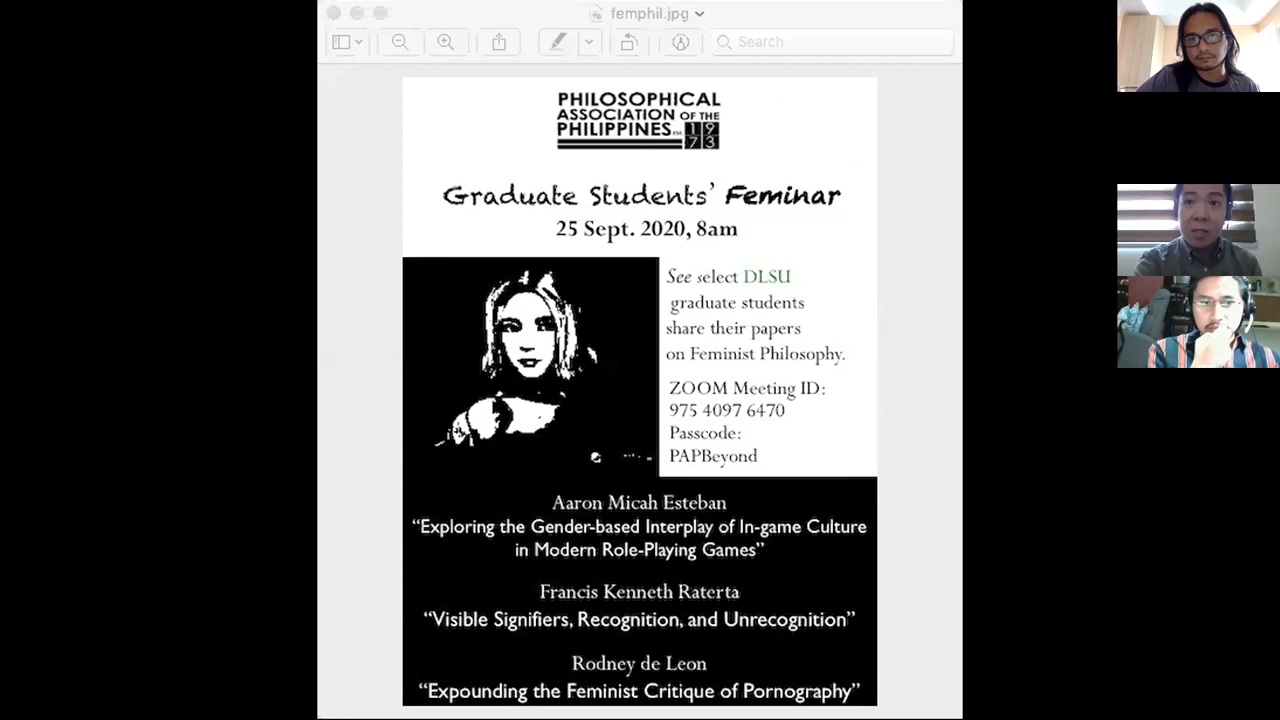 femphil.jpg
Search
PHILOSOPHICAL
ASSOCIATION OF THE
PHILIPPINES EST. 19
73
Graduate Students' Feminar
25 Sept. 2020, 8am
See select DLSU
graduate students
share their papers
on Feminist Philosophy.
ZOOM Meeting ID:
975 4097 6470
Passcode:
PAPBeyond
Aaron Micah Esteban
“Exploring the Gender-based Interplay of In-game Culture
in Modern Role-Playing Games”
Francis Kenneth Raterta
“Visible Signifiers, Recognition, and Unrecognition”
Rodney de Leon
“Expounding the Feminist Critique of Pornography”